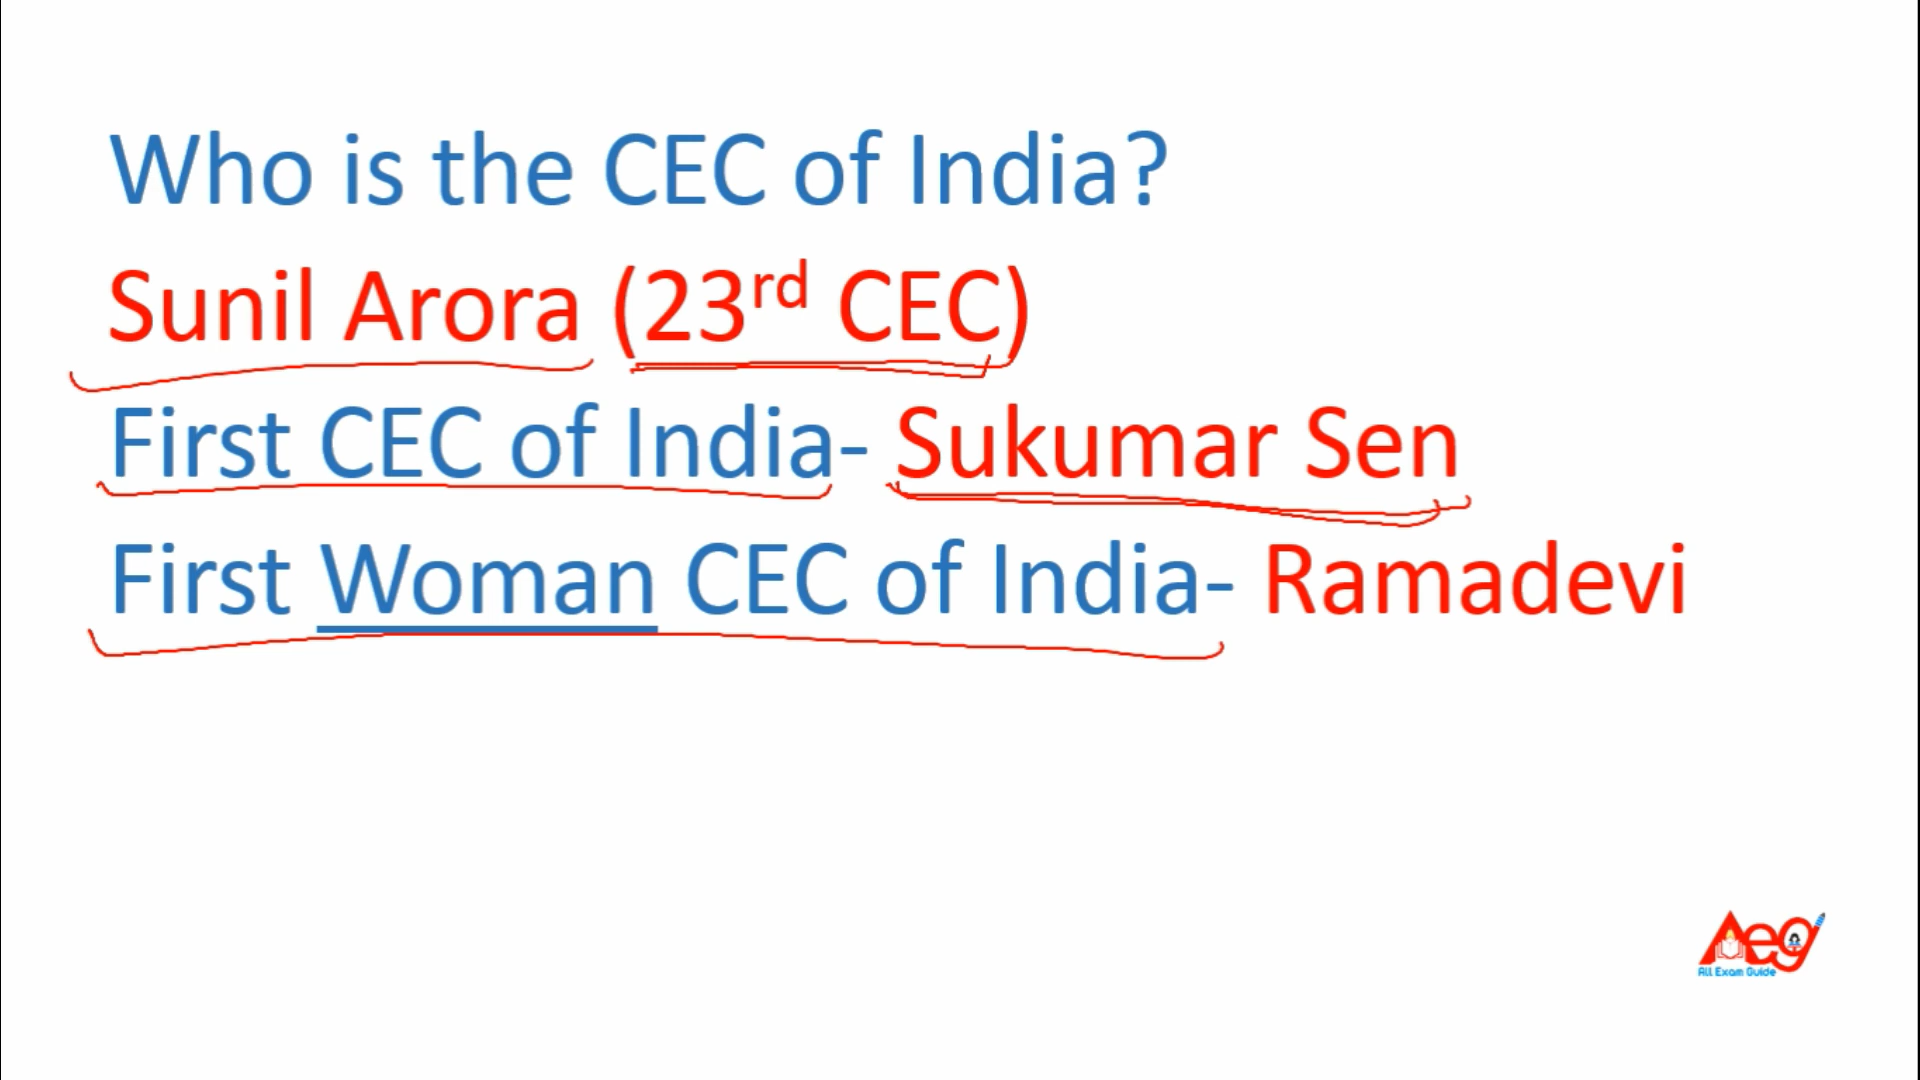 Who is the CEC of India?
Sunil Arora (23rd CEC)
First CEC of India- Sukumar Sen
First Woman CEC of India- Ramadevi
Aeg
All Exam Guide